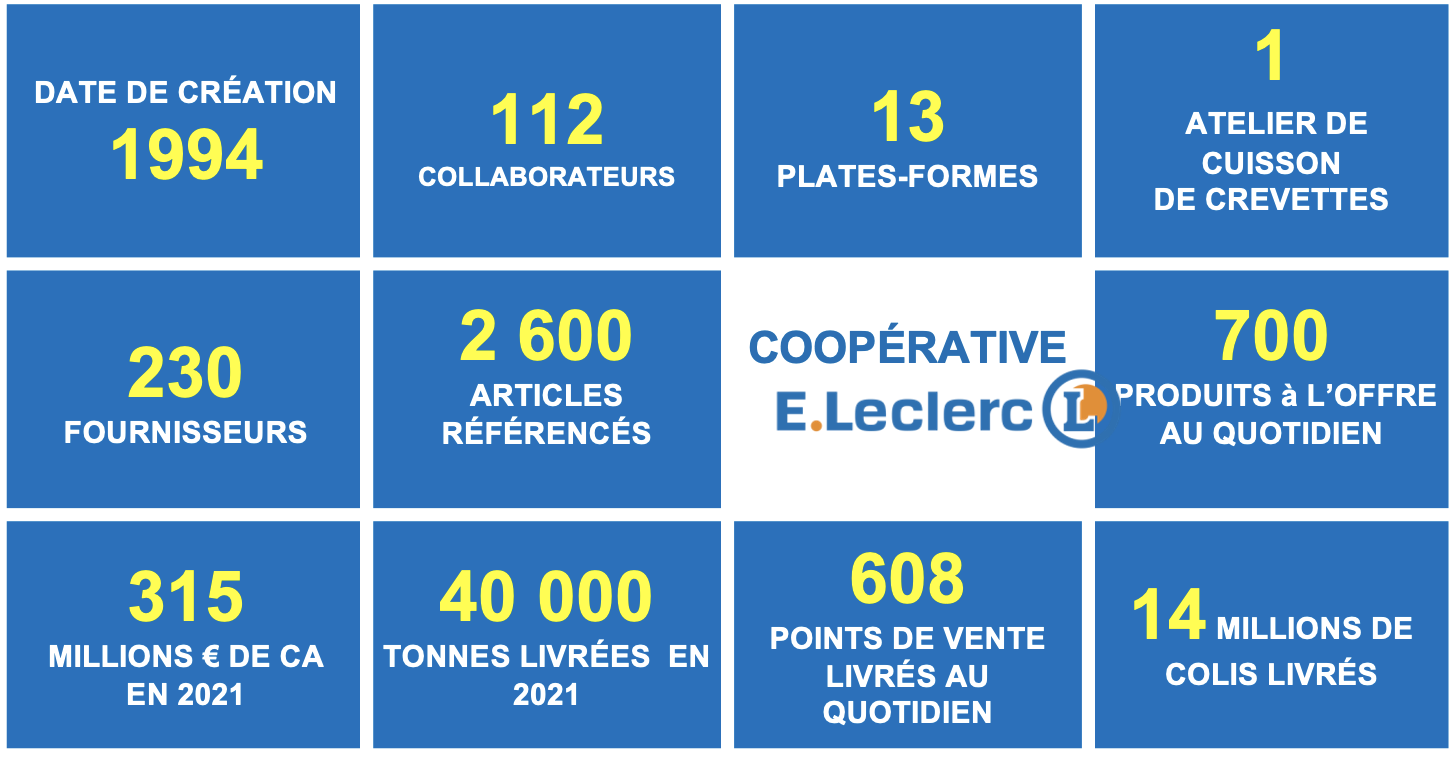 DATE DE CRÉATION
1994
112
COLLABORATEURS
13
PLATES-FORMES
1
ATELIER DE
CUISSON
DE CREVETTES
230
FOURNISSEURS
2 600
ARTICLES
RÉFÉRENCÉS
COOPÉRATIVE
E.Leclerc L
700
PRODUITS à L’OFFRE
AU QUOTIDIEN
315
MILLIONS € DE CA
EN 2021
40 000
TONNES LIVRÉES  EN
2021
608
POINTS DE VENTE
LIVRÉS AU
QUOTIDIEN
14 MILLIONS DE
COLIS LIVRÉS